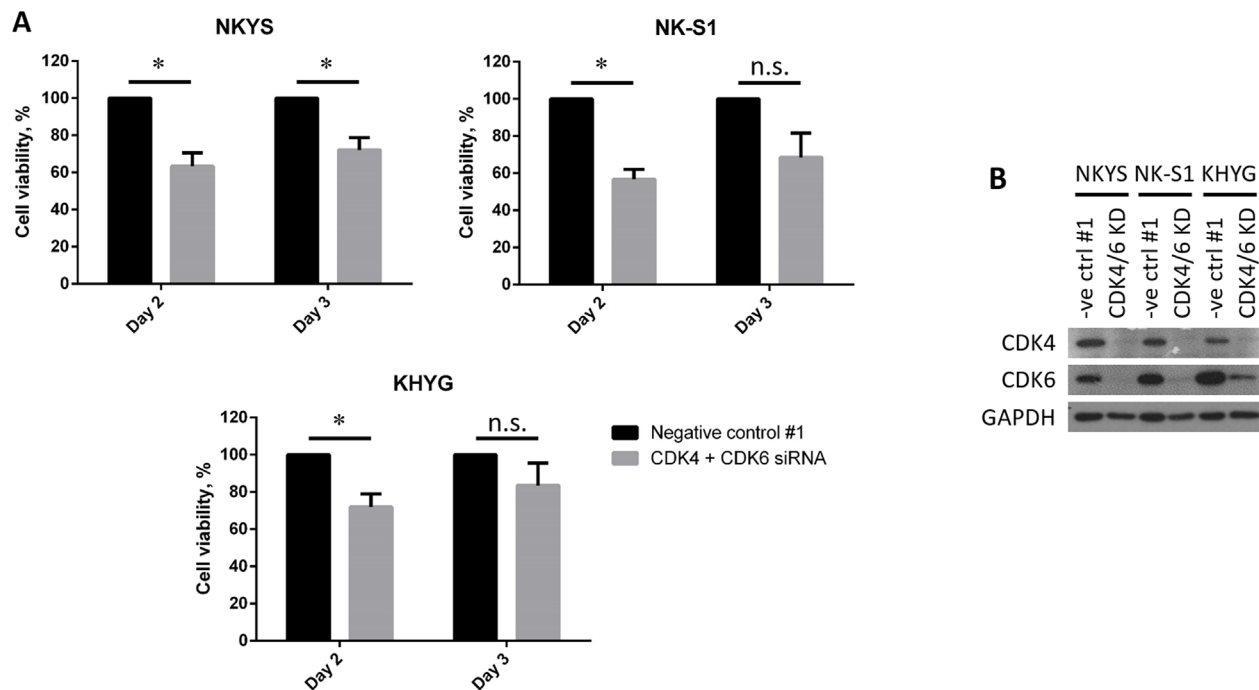 A
NKYS
Cell viability, %
120
100
80
60
40
20
0
*
*
Day 2
Day 3
NK-S1
Cell viability, %
120
100
80
60
40
20
0
*
n.s.
Day 2
Day 3
KHYG
Cell viability, %
120
100
80
60
40
20
0
*
n.s.
Day 2
Day 3
Negative control #1
CDK4 + CDK6 siRNA
B
NKYS NK-S1 KHYG
-ve ctrl #1
CDK4/6 KD
-ve ctrl #1
CDK4/6 KD
-ve ctrl #1
CDK4/6 KD
CDK4
CDK6
GAPDH